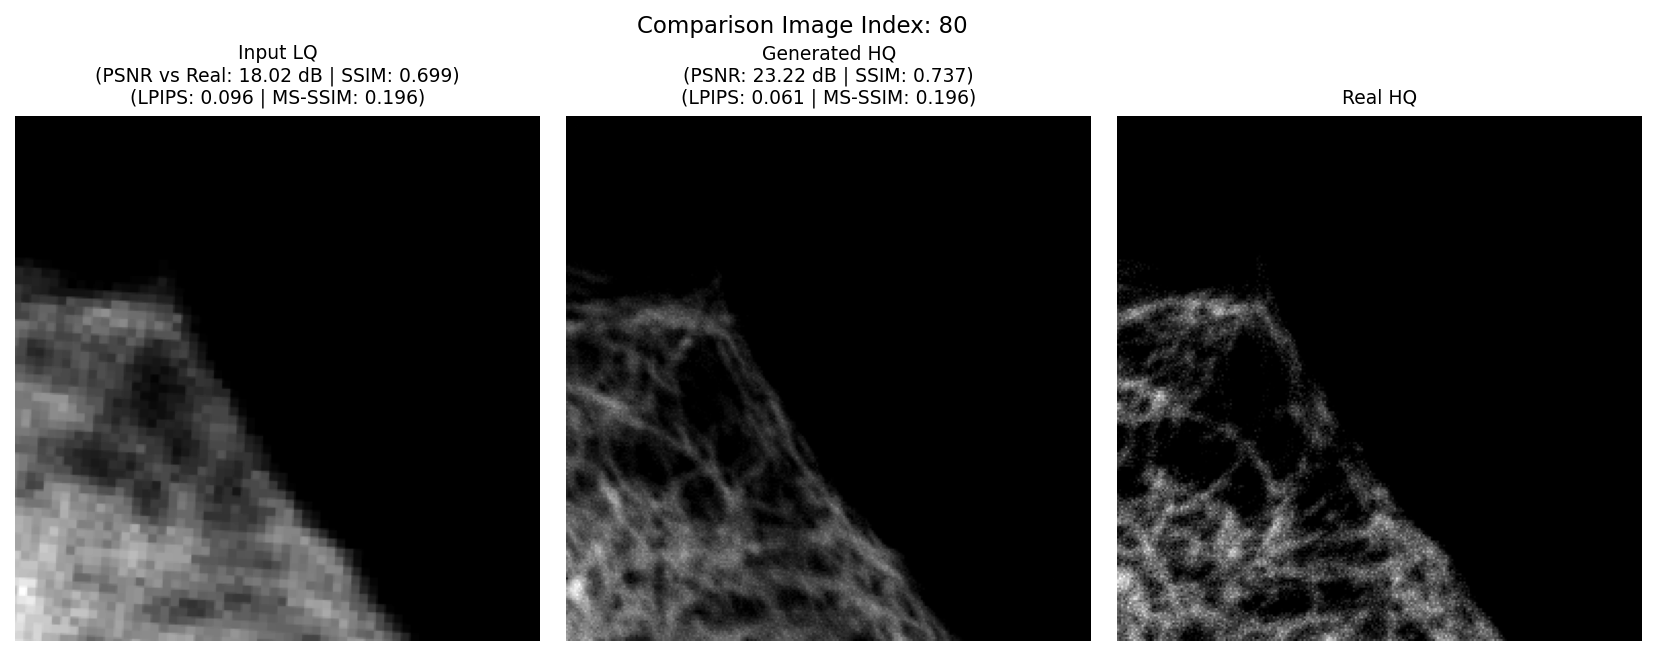 Comparison Image Index: 80
Input LQ
(PSNR vs Real: 18.02 dB | SSIM: 0.699)
(LPIPS: 0.096 | MS-SSIM: 0.196)
Generated HQ
(PSNR: 23.22 dB | SSIM: 0.737)
(LPIPS: 0.061 | MS-SSIM: 0.196)
Real HQ